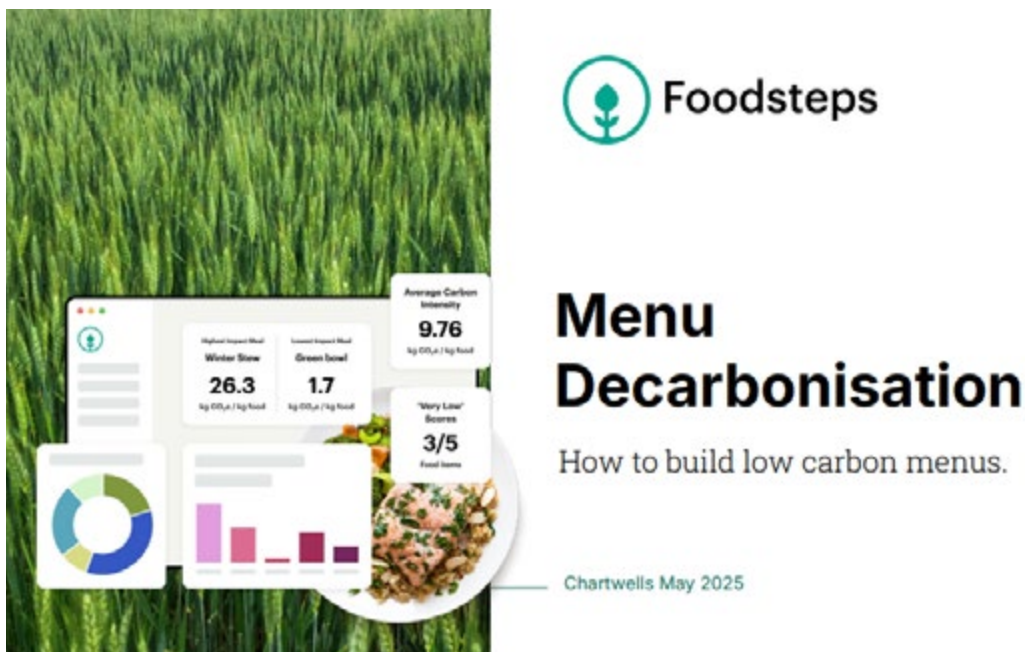 Foodsteps
Menu
Decarbonisation
How to build low carbon menus.
Chartwells May 2025
Average Carbon
Intensity
9.76
kg CO₂e / kg food
Highest Impact Meal
Winter Stew
26.3
kg CO₂e / kg food
Lowest Impact Meal
Green bowl
1.7
kg CO₂e / kg food
'Very Low'
Scores
3/5
Food items